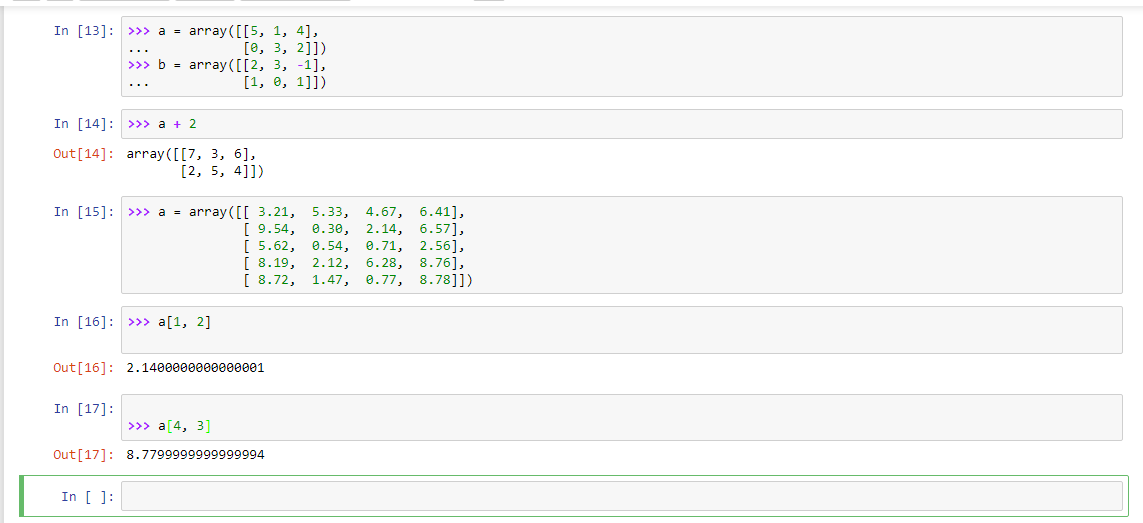 In [13]: >>> a = array([[5, 1, 4],
...            [0, 3, 2]])
>>> b = array([[2, 3, -1],
...            [1, 0, 1]])
In [14]: >>> a + 2
Out[14]: array([[7, 3, 6],
       [2, 5, 4]])
In [15]: >>> a = array([[ 3.21,  5.33,  4.67,  6.41],
               [ 9.54,  0.30,  2.14,  6.57],
               [ 5.62,  0.54,  0.71,  2.56],
               [ 8.19,  2.12,  6.28,  8.76],
               [ 8.72,  1.47,  0.77,  8.78]])
In [16]: >>> a[1, 2]
Out[16]: 2.1400000000000001
In [17]:
>>> a[4, 3]
Out[17]: 8.7799999999999994
In [ ]: